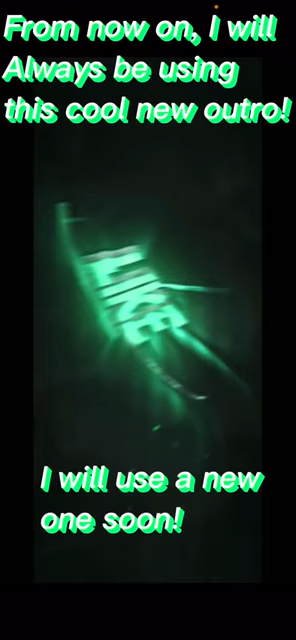 From now on, I will
Always be using
this cool new outro!
LIKE
I will use a new
one soon!